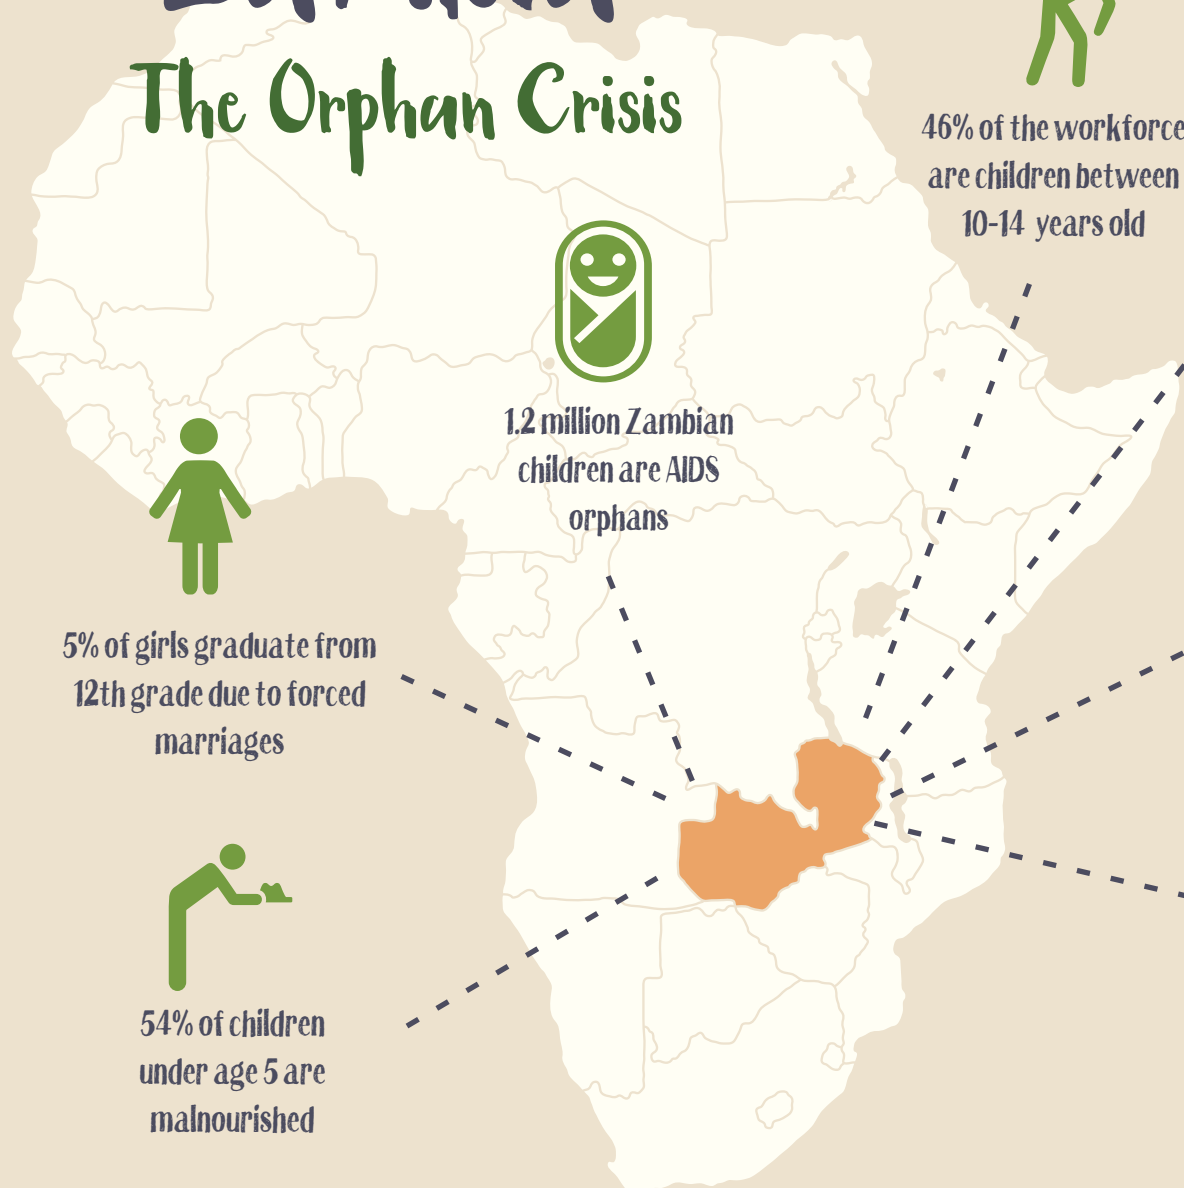 The Orphan Crisis
46% of the workforce
are children between
10-14 years old
1.2 million Zambian
children are AIDS
orphans
5% of girls graduate from
12th grade due to forced
marriages
54% of children
under age 5 are
malnourished